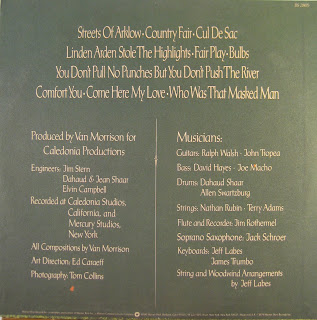 Streets Of Arklow • Country Fair • Cul De Sac
Linden Arden Stole The Highlights • Fair Play • Bulbs
You Don't Pull No Punches But You Don't Push The River
Comfort You • Come Here My Love • Who Was That Masked Man
Produced by Van Morrison for
Caledonia Productions
Engineers: Jim Stern
Dahaud & Jean Shaar
Elvin Campbell
Recorded at Caledonia Studios,
California, and
Mercury Studios,
New York
All Compositions by Van Morrison
Art Direction: Ed Caraeff
Photography: Tom Collins
Musicians:
Guitars: Ralph Walsh • John Tropea
Bass: David Hayes • Joe Macho
Drums: Dahaud Shaar
Allen Swartzburg
Strings: Nathan Rubin • Terry Adams
Flute and Recorder: Jim Rothermel
Soprano Saxophone: Jack Schroer
Keyboards: Jeff Labes
James Trumbo
String and Woodwind Arrangements
by Jeff Labes